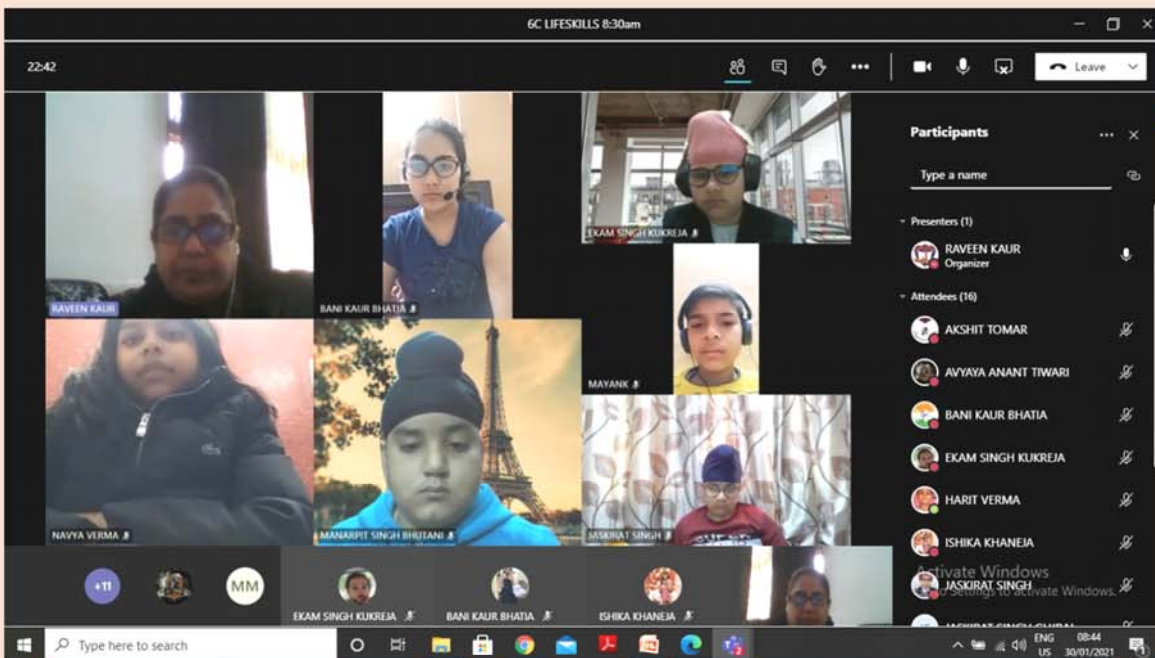 6C LIFESKILLS 8:30am
22:42
Leave
RAVEEN KAUR
BANI KAUR BHATIA
EKAM SINGH KUKREJA
MAYANK
NAVYA VERMA
MANARPIT SINGH BHUTANI
JASKIRAT SINGH
+11
MM
EKAM SINGH KUKREJA
BANI KAUR BHATIA
ISHIKA KHANEJA
Participants
Type a name
Presenters (1)
RAVEEN KAUR
Organizer
Attendees (16)
AKSHIT TOMAR
AVYAYA ANANT TIWARI
BANI KAUR BHATIA
EKAM SINGH KUKREJA
HARIT VERMA
ISHIKA KHANEJA
Activate Windows
JASKIRAT SINGH
Settings to activate Windows.
Type here to search
ENG
US
08:44
30/01/2021